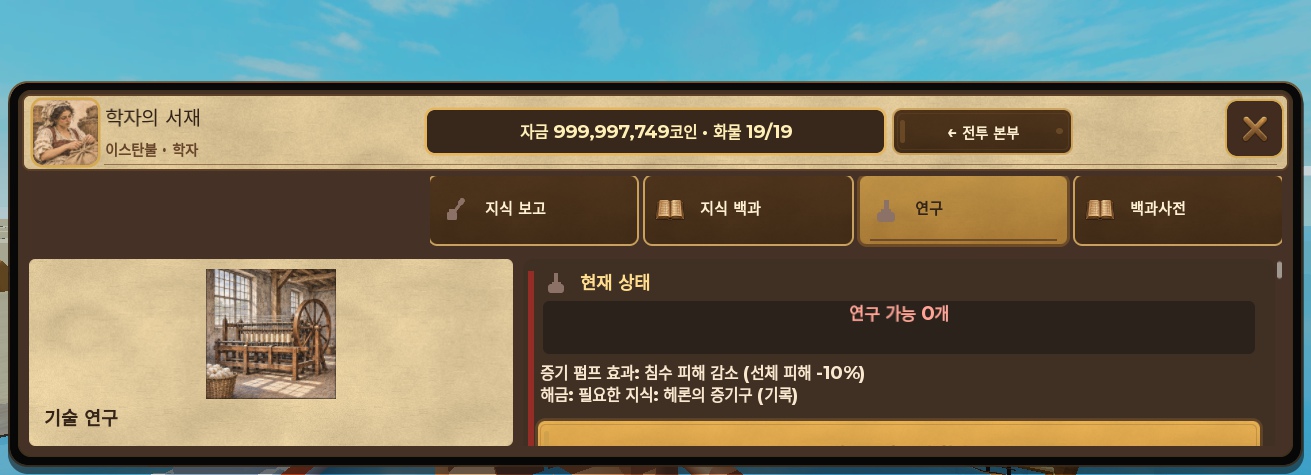 학자의 서재
이스탄불 • 학자
자금 999,997,749코인 • 화물 19/19
← 전투 본부
지식 보고
지식 백과
연구
백과사전
기술 연구
현재 상태
연구 가능 0개
증기 펌프 효과: 침수 피해 감소 (선체 피해 -10%)
해금: 필요한 지식: 헤론의 증기구 (기록)